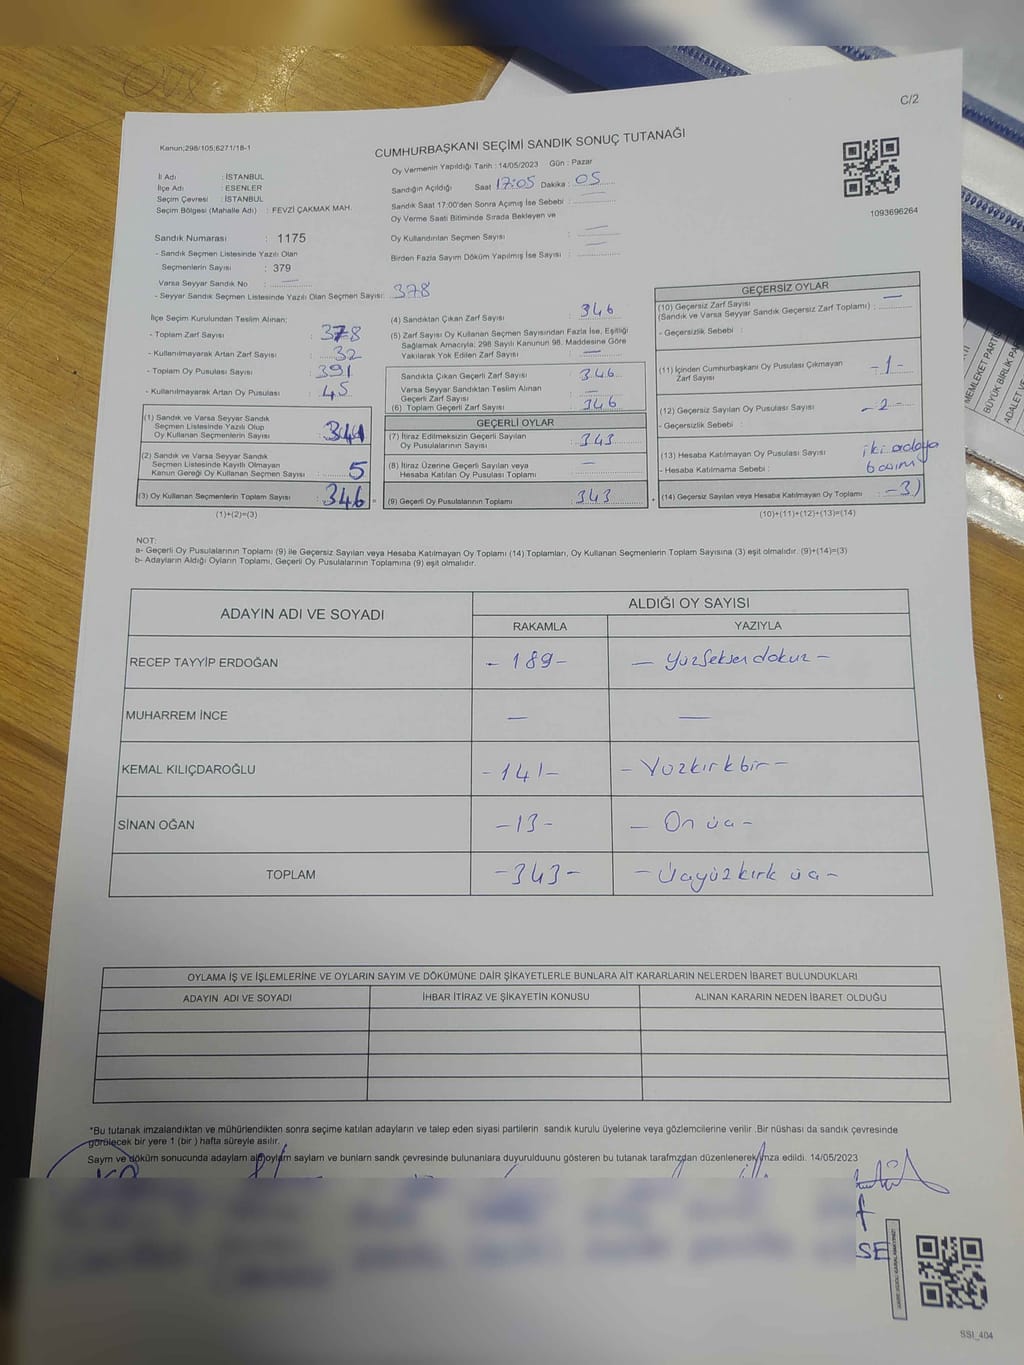 C/2
Kanun;298/105;6271/18-1
CUMHURBAŞKANI SEÇİMİ SANDIK SONUÇ TUTANAĞI
Oy Vermenin Yapıldığı Tarih : 14/05/2023 Gün : Pazar
İl Adı : İSTANBUL
İlçe Adı : ESENLER
Seçim Çevresi : İSTANBUL
Seçim Bölgesi (Mahalle Adı) : FEVZİ ÇAKMAK MAH.
Sandığın Açıldığı Saat 17:05 Dakika : 05
Sandık Saat 17:00'den Sonra Açımış İse Sebebi :
Oy Verme Saati Bitiminde Sırada Bekleyen ve
Oy Kullandırılan Seçmen Sayısı : —
Birden Fazla Sayım Döküm Yapılmış İse Sayısı : —
1093696264
Sandık Numarası : 1175
- Sandık Seçmen Listesinde Yazılı Olan
Seçmenlerin Sayısı : 379
Varsa Seyyar Sandık No : —
- Seyyar Sandık Seçmen Listesinde Yazılı Olan Seçmen Sayısı: 378
İlçe Seçim Kurulundan Teslim Alınan;
- Toplam Zarf Sayısı : 378
- Kullanılmayarak Artan Zarf Sayısı : 32
- Toplam Oy Pusulası Sayısı : 391
- Kullanılmayarak Artan Oy Pusulası : 45
(1) Sandık ve Varsa Seyyar Sandık
Seçmen Listesinde Yazılı Olup
Oy Kullanan Seçmenlerin Sayısı : 341
(2) Sandık ve Varsa Seyyar Sandık
Seçmen Listesinde Kayıtlı Olmayan
Kanun Gereği Oy Kullanan Seçmen Sayısı : 5
(3) Oy Kullanan Seçmenlerin Toplam Sayısı : 346 =
(1)+(2)=(3)
(4) Sandıktan Çıkan Zarf Sayısı : 346
(5) Zarf Sayısı Oy Kullanan Seçmen Sayısından Fazla İse, Eşitliği
Sağlamak Amacıyla; 298 Sayılı Kanunun 98. Maddesine Göre
Yakılarak Yok Edilen Zarf Sayısı : —
Sandıkta Çıkan Geçerli Zarf Sayısı : 346
Varsa Seyyar Sandıktan Teslim Alınan
Geçerli Zarf Sayısı : —
(6) Toplam Geçerli Zarf Sayısı : 346
GEÇERLİ OYLAR
(7) İtiraz Edilmeksizin Geçerli Sayılan
Oy Pusulalarının Sayısı : 343
(8) İtiraz Üzerine Geçerli Sayılan veya
Hesaba Katılan Oy Pusulası Toplamı : —
(9) Geçerli Oy Pusulalarının Toplamı : 343 +
GEÇERSİZ OYLAR
(10) Geçersiz Zarf Sayısı
(Sandık ve Varsa Seyyar Sandık Geçersiz Zarf Toplamı) : —
- Geçersizlik Sebebi :
(11) İçinden Cumhurbaşkanı Oy Pusulası Çıkmayan
Zarf Sayısı : -1-
(12) Geçersiz Sayılan Oy Pusulası Sayısı : -2-
- Geçersizlik Sebebi :
(13) Hesaba Katılmayan Oy Pusulası Sayısı : iki adaya
- Hesaba Katılmama Sebebi : basım
(14) Geçersiz Sayılan veya Hesaba Katılmayan Oy Toplamı : -3)
(10)+(11)+(12)+(13)=(14)
NOT:
a- Geçerli Oy Pusulalarının Toplamı (9) ile Geçersiz Sayılan veya Hesaba Katılmayan Oy Toplamı (14) Toplamları, Oy Kullanan Seçmenlerin Toplam Sayısına (3) eşit olmalıdır. (9)+(14)=(3)
b- Adayların Aldığı Oyların Toplamı, Geçerli Oy Pusulalarının Toplamına (9) eşit olmalıdır.
ADAYIN ADI VE SOYADI
ALDIĞI OY SAYISI
RAKAMLA YAZIYLA
RECEP TAYYİP ERDOĞAN - 189 - — Yüzseksendokuz -
MUHARREM İNCE — —
KEMAL KILIÇDAROĞLU - 141 - - Yüzkırkbir -
SİNAN OĞAN - 13 - - On üç -
TOPLAM - 343 - - Üçyüzkırk üç -
OYLAMA İŞ VE İŞLEMLERİNE VE OYLARIN SAYIM VE DÖKÜMÜNE DAİR ŞİKAYETLERLE BUNLARA AİT KARARLARIN NELERDEN İBARET BULUNDUKLARI
ADAYIN ADI VE SOYADI İHBAR İTİRAZ VE ŞİKAYETİN KONUSU ALINAN KARARIN NEDEN İBARET OLDUĞU
*Bu tutanak imzalandıktan ve mühürlendikten sonra seçime katılan adayların ve talep eden siyasi partilerin sandık kurulu üyelerine veya gözlemcilerine verilir .Bir nüshası da sandık çevresinde
görülecek bir yere 1 (bir ) hafta süreyle asılır.
Sayım ve döküm sonucunda adayların aldı oyların sayıları ve bunların sandk çevresinde bulunanlara duyurulduunu gösteren bu tutanak tarafmzdan düzenlenerek imza edildi. 14/05/2023
SE
SSI_404
MEMLEKET PART
BÜYÜK BİRLİK PA
ADALET VE